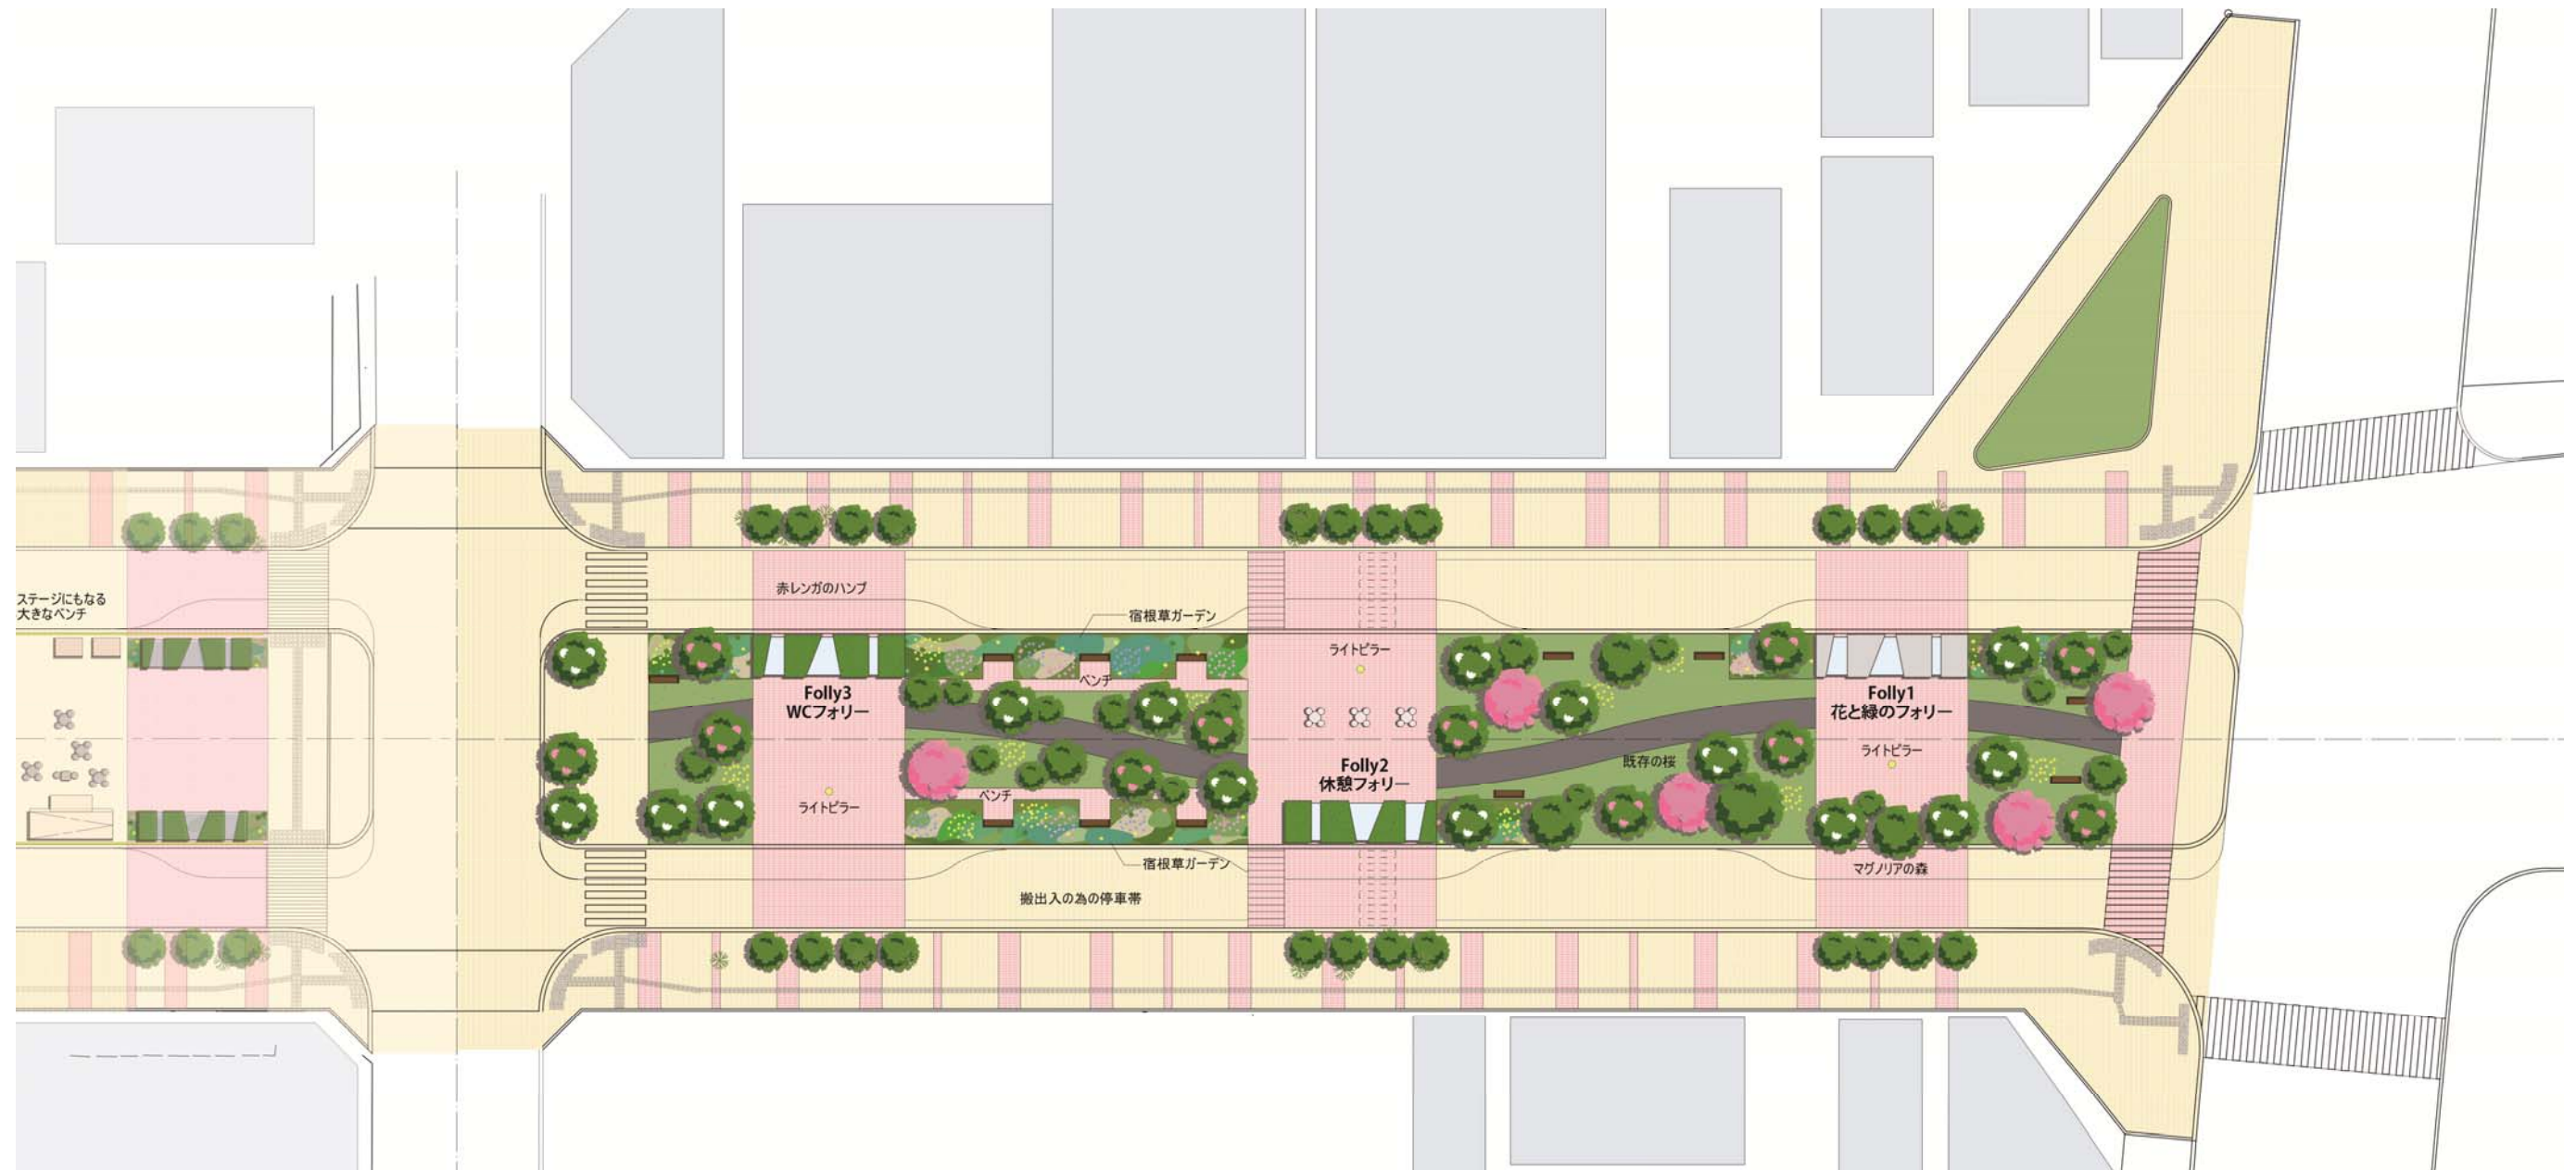 ステージにもなる
大きなベンチ
赤レンガのハンプ
宿根草ガーデン
ライトピラー
ベンチ
Folly3
WCフォリー
Folly1
花と緑のフォリー
ライトピラー
既存の桜
Folly2
休憩フォリー
ベンチ
ライトピラー
宿根草ガーデン
マグノリアの森
搬出入の為の停車帯